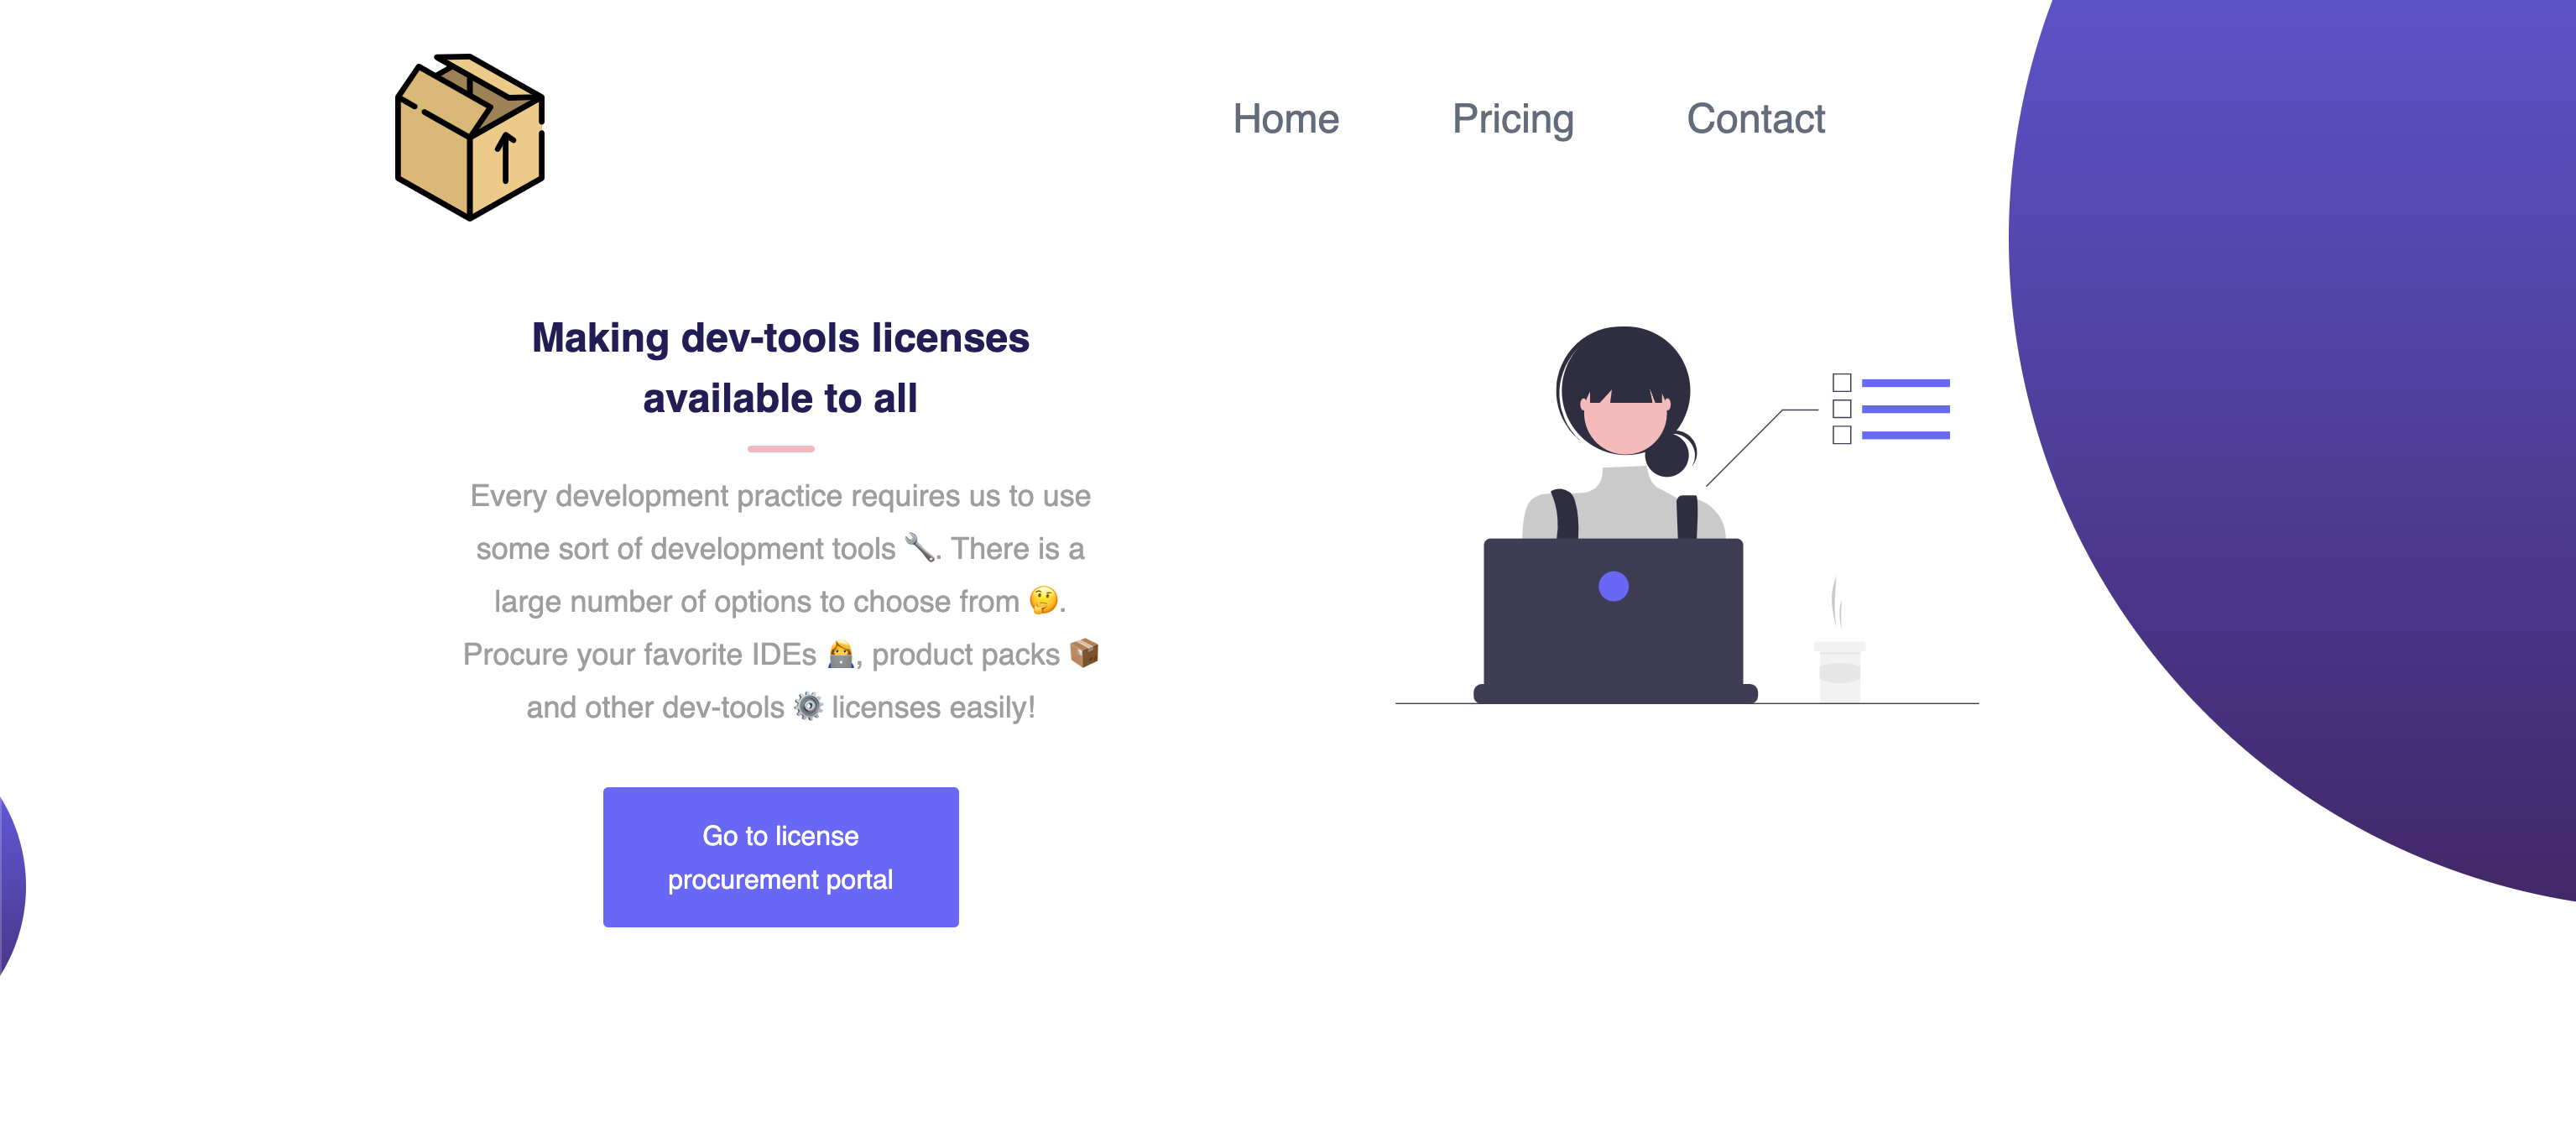 Home
Pricing
Contact
Making dev-tools licenses
available to all
Every development practice requires us to use
some sort of development tools 🔧. There is a
large number of options to choose from 🤔.
Procure your favorite IDEs 👩‍💻, product packs 📦
and other dev-tools ⚙️ licenses easily!
Go to license
procurement portal